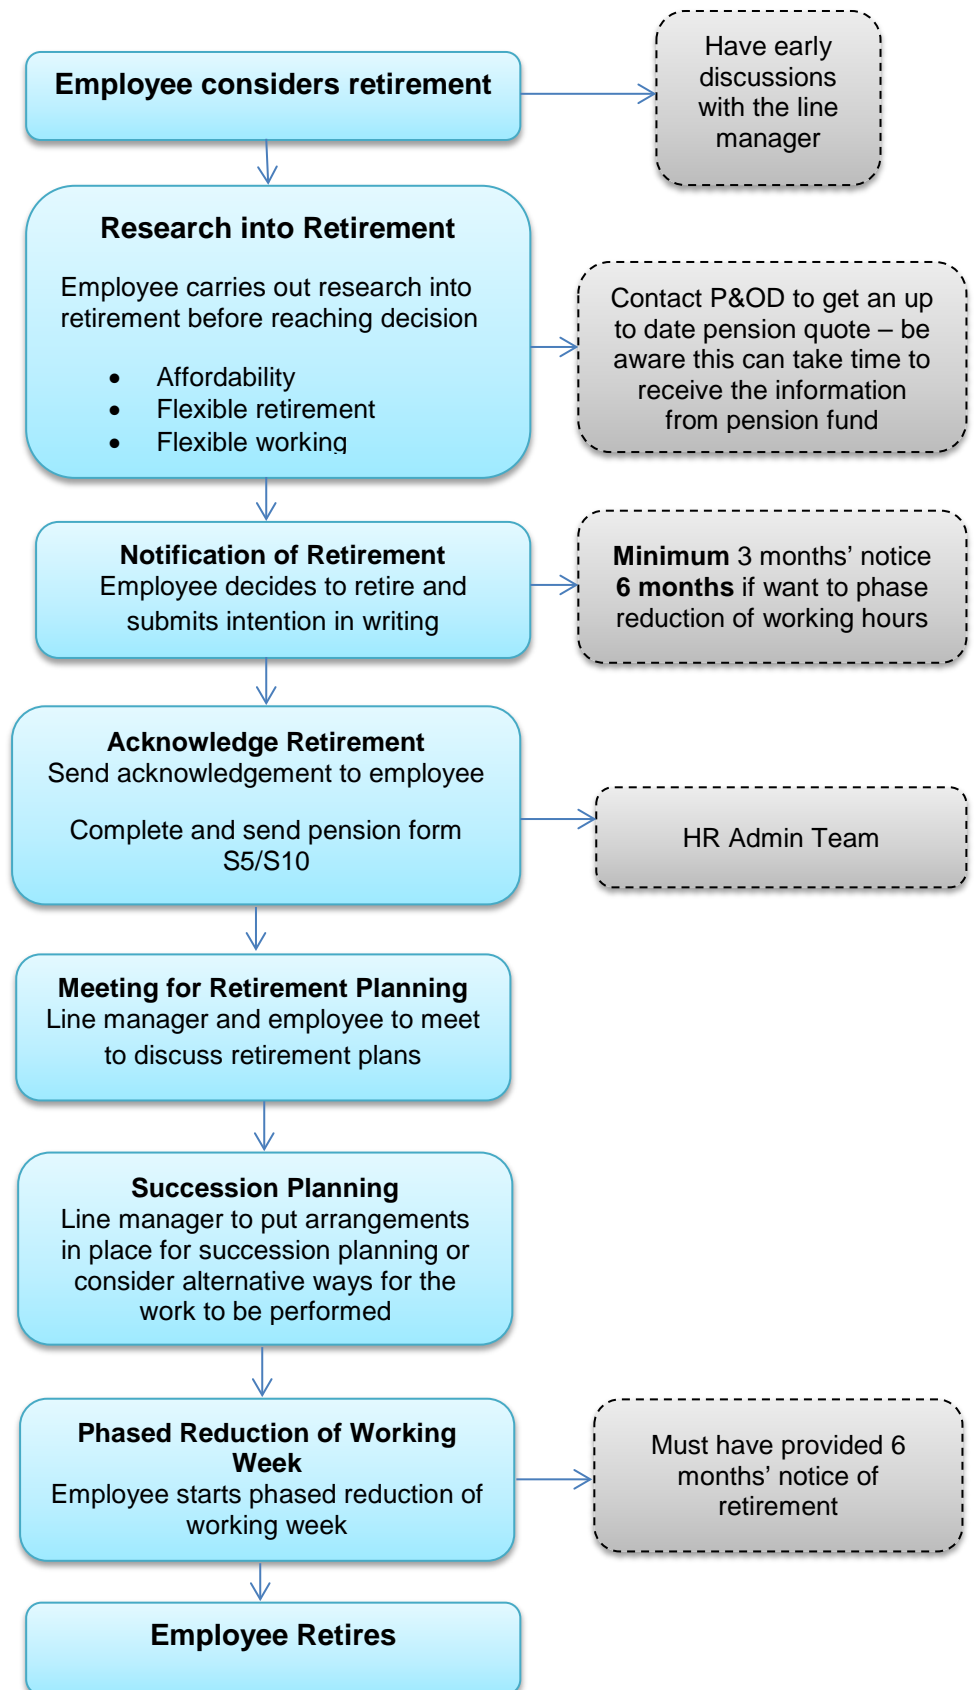 Employee considers retirement
Have early
discussions
with the line
manager
Research into Retirement
Employee carries out research into
retirement before reaching decision
• Affordability
• Flexible retirement
• Flexible working
Contact P&OD to get an up
to date pension quote – be
aware this can take time to
receive the information
from pension fund
Notification of Retirement
Employee decides to retire and
submits intention in writing
Minimum 3 months’ notice
6 months if want to phase
reduction of working hours
Acknowledge Retirement
Send acknowledgement to employee
Complete and send pension form
S5/S10
HR Admin Team
Meeting for Retirement Planning
Line manager and employee to meet
to discuss retirement plans
Succession Planning
Line manager to put arrangements
in place for succession planning or
consider alternative ways for the
work to be performed
Phased Reduction of Working
Week
Employee starts phased reduction of
working week
Must have provided 6
months’ notice of
retirement
Employee Retires